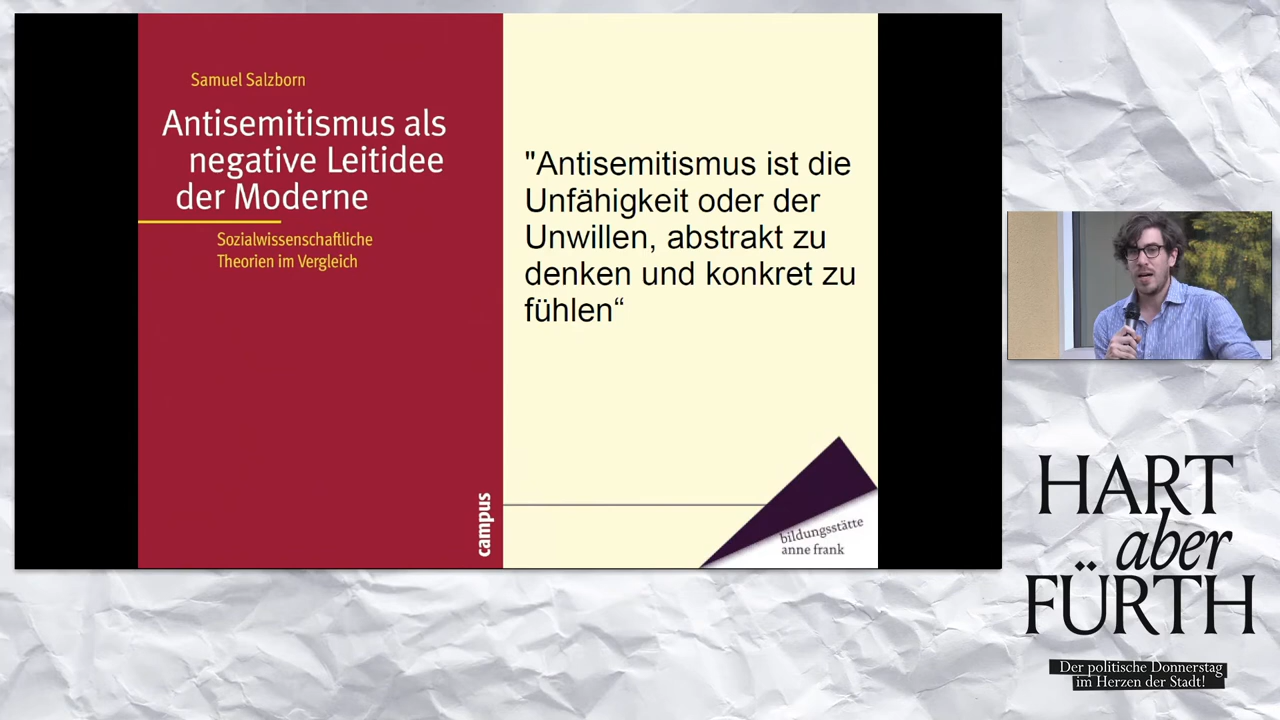 Samuel Salzborn
Antisemitismus als
negative Leitidee
der Moderne
Sozialwissenschaftliche
Theorien im Vergleich
campus
"Antisemitismus ist die
Unfähigkeit oder der
Unwillen, abstrakt zu
denken und konkret zu
fühlen“
bildungsstätte
anne frank
HART
aber
FÜRTH
Der politische Donnerstag
im Herzen der Stadt!